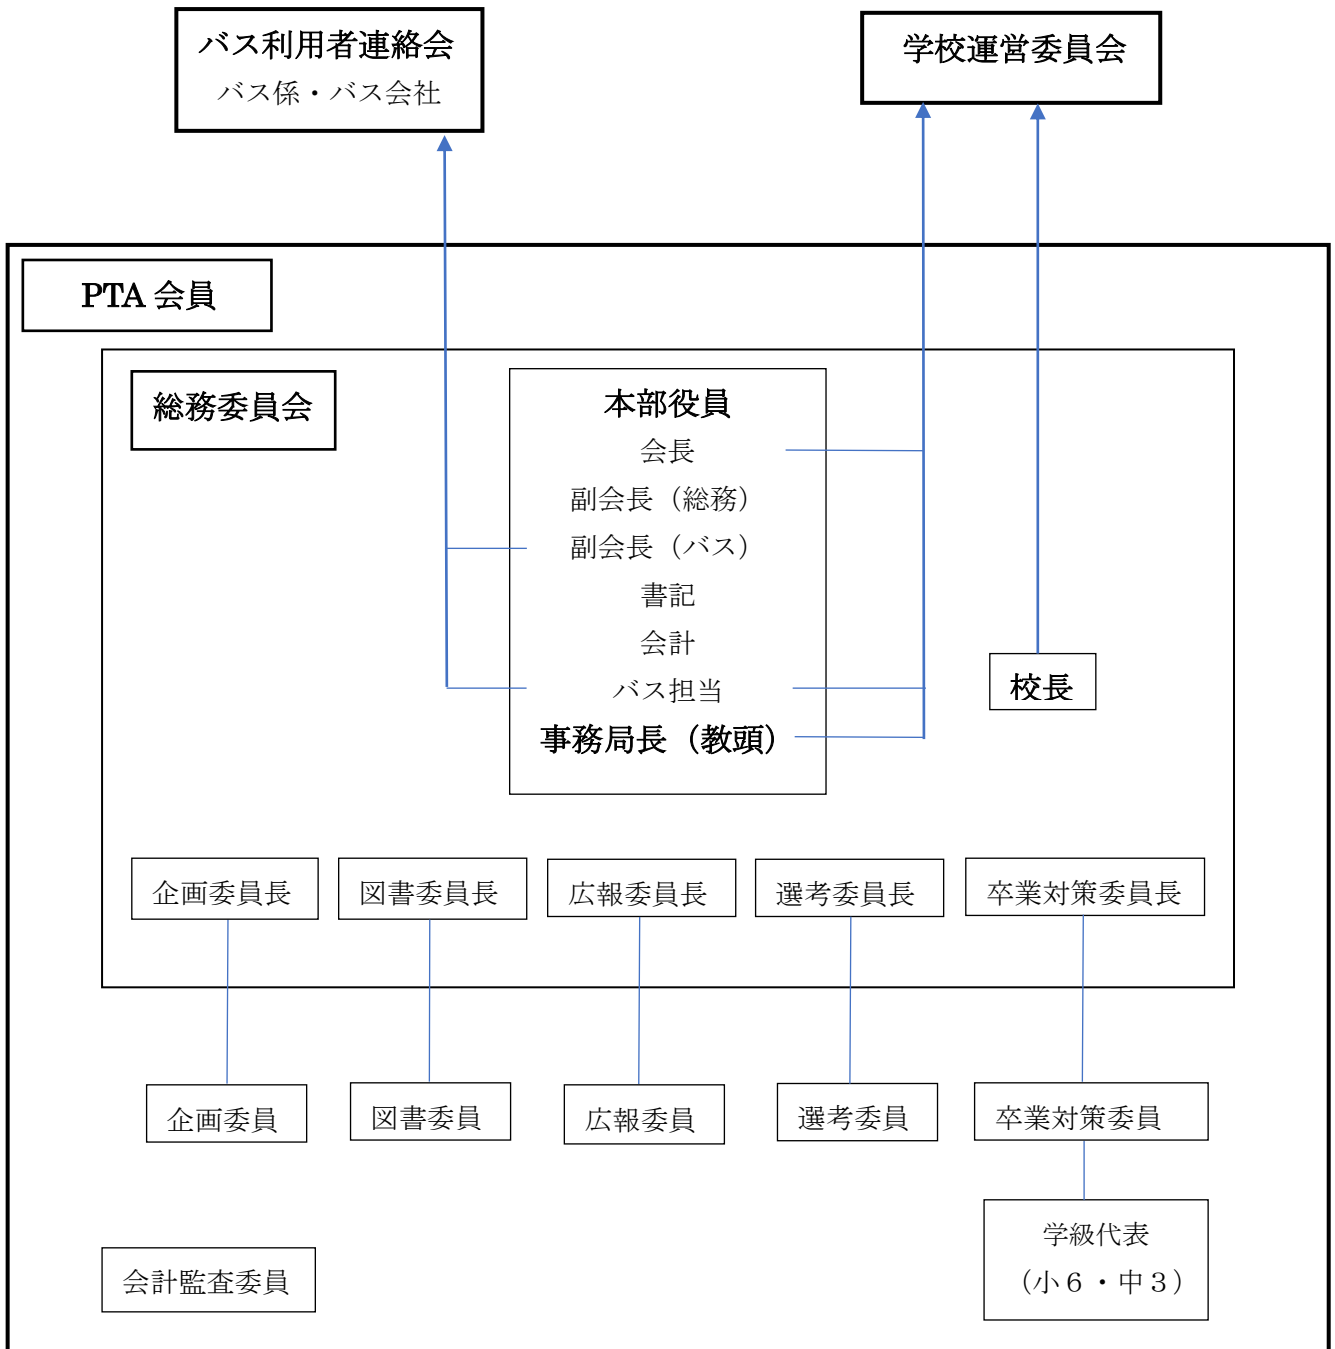 バス利用者連絡会
バス係・バス会社
学校運営委員会
PTA 会員
総務委員会
本部役員
会長
副会長（総務）
副会長（バス）
書記
会計
バス担当
事務局長（教頭）
校長
企画委員長
図書委員長
広報委員長
選考委員長
卒業対策委員長
企画委員
図書委員
広報委員
選考委員
卒業対策委員
学級代表
（小６・中３）
会計監査委員